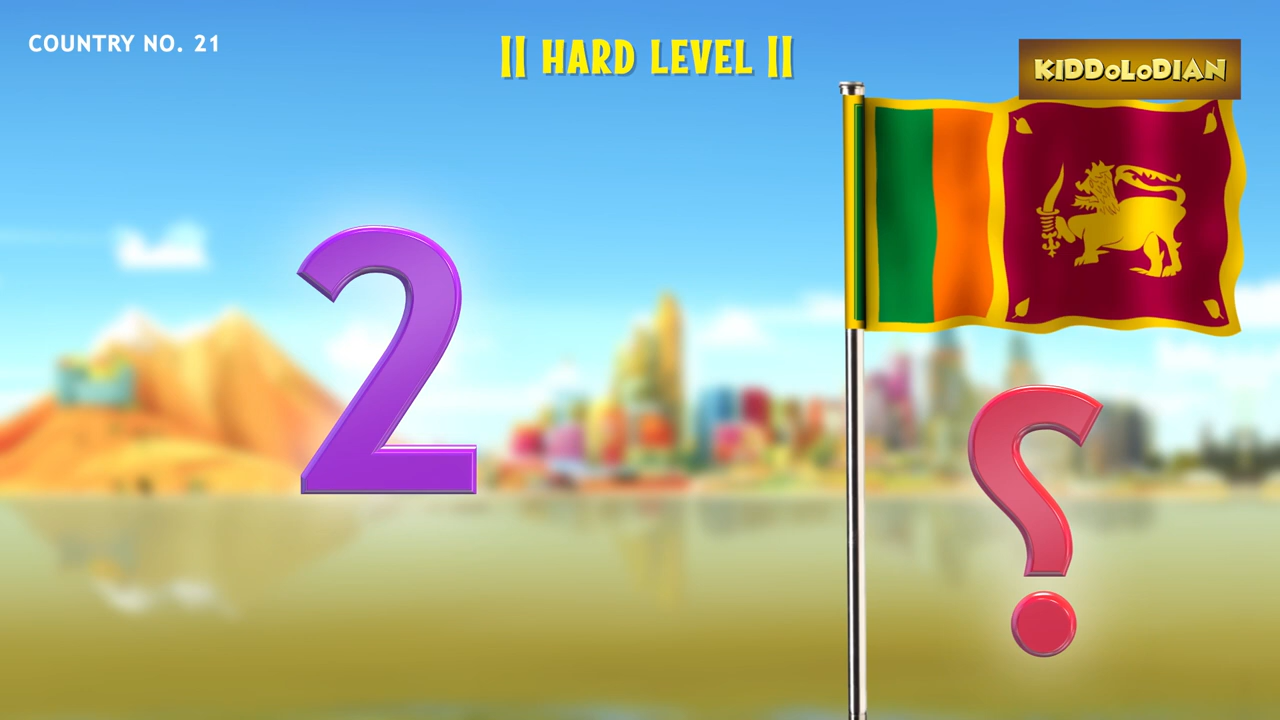 COUNTRY NO. 21
|| HARD LEVEL ||
KIDDOLODIAN
2
?